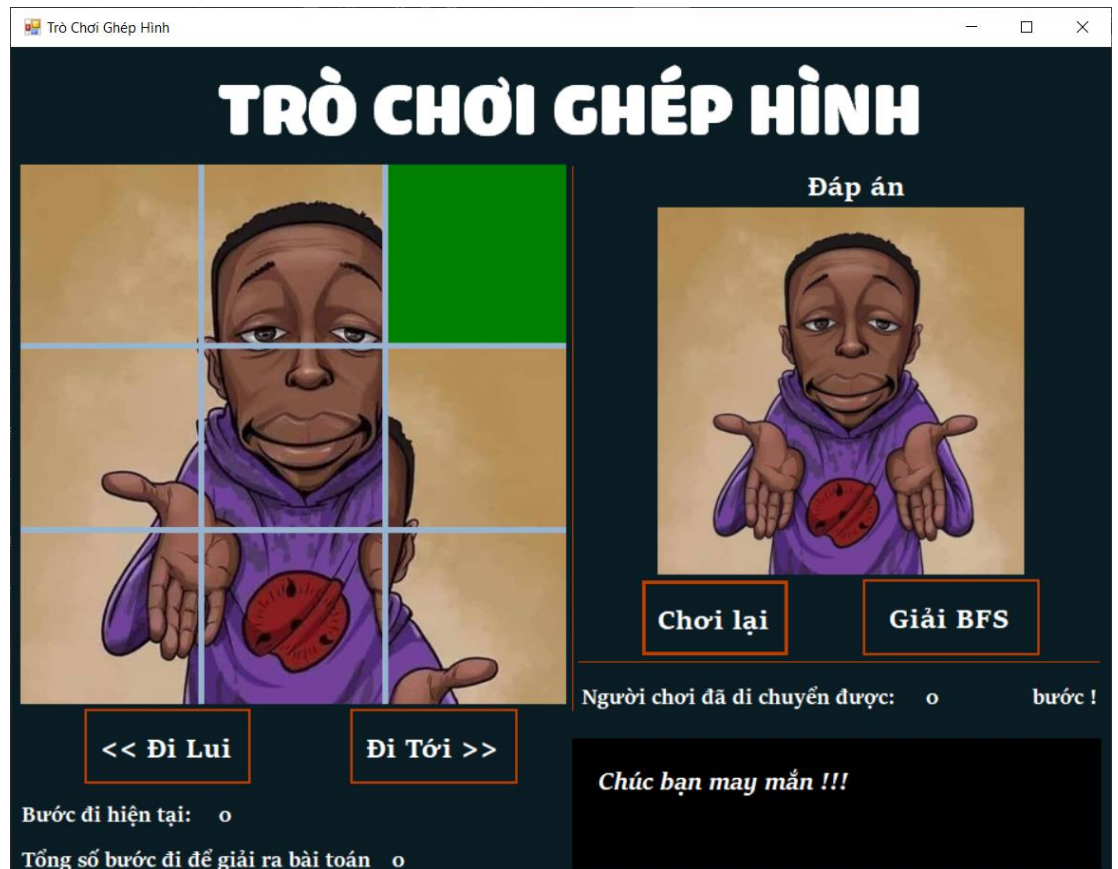 Trò Chơi Ghép Hình
TRÒ CHƠI GHÉP HÌNH
Đáp án
Chơi lại
Giải BFS
Người chơi đã di chuyển được: 0 bước !
<< Đi Lui
Đi Tới >>
Chúc bạn may mắn !!!
Bước đi hiện tại: 0
Tổng số bước đi để giải ra bài toán 0